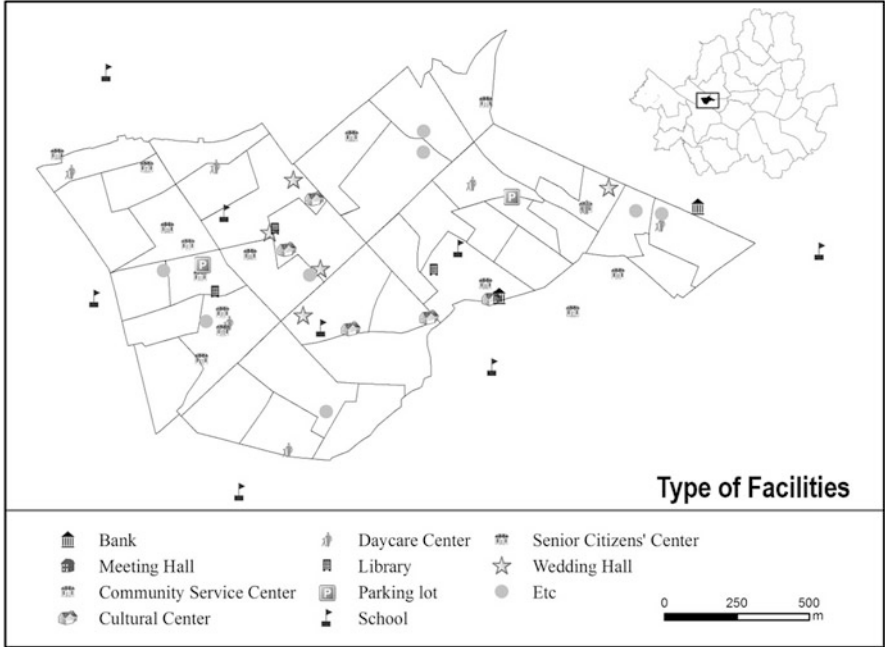 Type of Facilities
Bank
Daycare Center
Senior Citizens' Center
Meeting Hall
Library
Wedding Hall
Community Service Center
P
Parking lot
Etc
Cultural Center
School
0 250 500
m